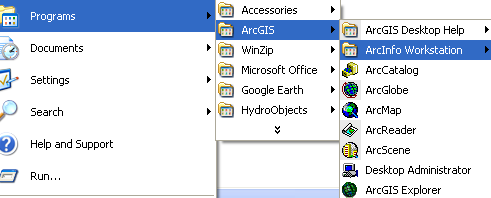 Programs
Documents
Settings
Search
Help and Support
Run...
Accessories
ArcGIS
WinZip
Microsoft Office
Google Earth
HydroObjects
ArcGIS Desktop Help
ArcInfo Workstation
ArcCatalog
ArcGlobe
ArcMap
ArcReader
ArcScene
Desktop Administrator
ArcGIS Explorer